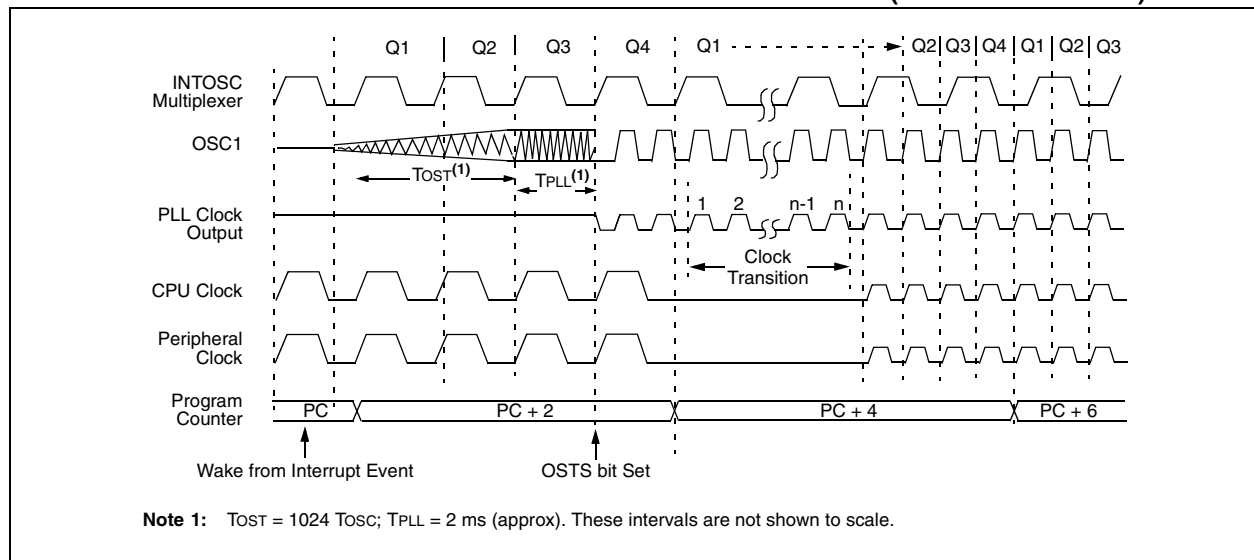 Q1 Q2 Q3 Q4 Q1 Q2 Q3 Q4 Q1 Q2 Q3
INTOSC
Multiplexer
OSC1
TOST(1) TPLL(1)
PLL Clock
Output
1 2 n-1 n
Clock
Transition
CPU Clock
Peripheral
Clock
Program
Counter
PC PC + 2 PC + 4 PC + 6
Wake from Interrupt Event OSTS bit Set
Note 1: TOST = 1024 TOSC; TPLL = 2 ms (approx). These intervals are not shown to scale.